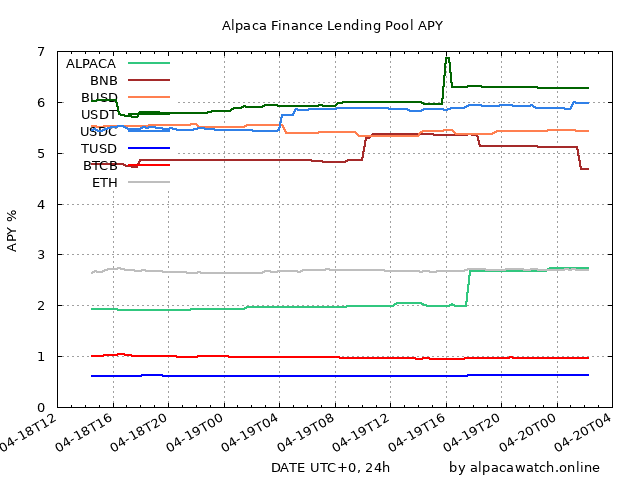 Alpaca Finance Lending Pool APY
7
6
5
4
3
2
1
0
APY %
ALPACA
BNB
BUSD
USDT
USDC
TUSD
BTCB
ETH
04-18T12
04-18T16
04-18T20
04-19T00
04-19T04
04-19T08
04-19T12
04-19T16
04-19T20
04-20T00
04-20T04
DATE UTC+0, 24h
by alpacawatch.online